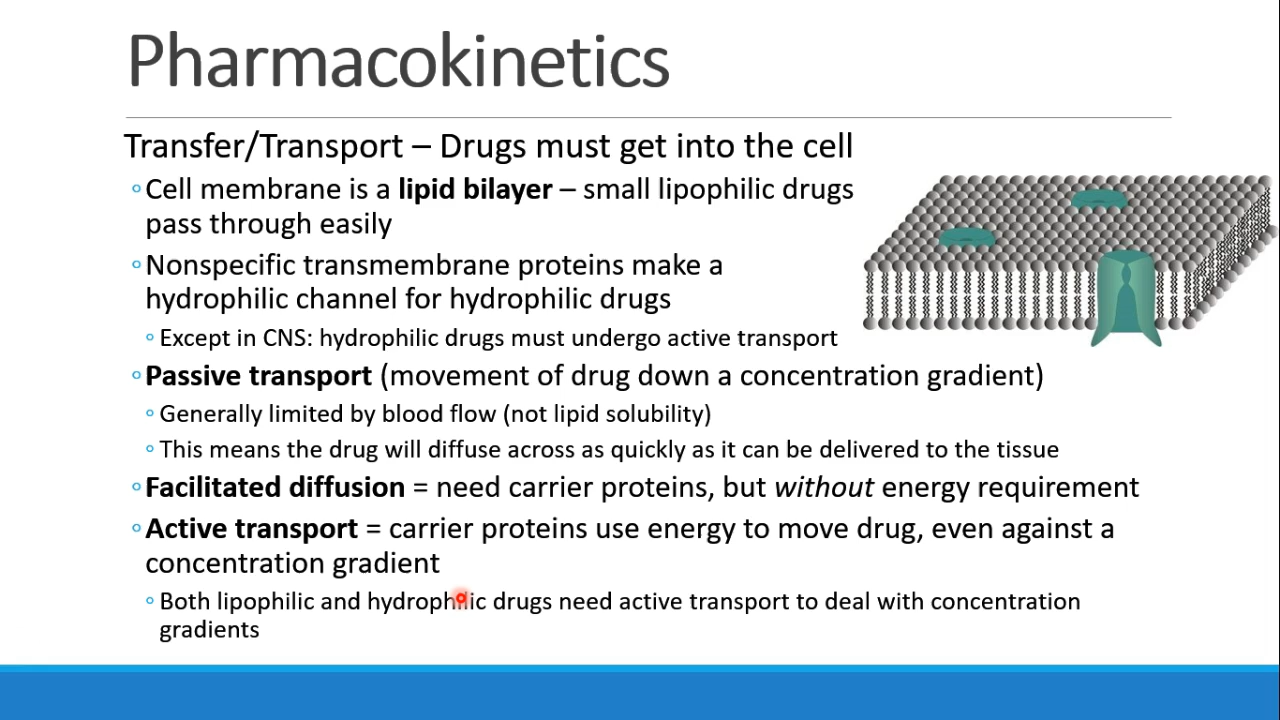 Pharmacokinetics
Transfer/Transport – Drugs must get into the cell
◦Cell membrane is a lipid bilayer – small lipophilic drugs
pass through easily
◦Nonspecific transmembrane proteins make a
hydrophilic channel for hydrophilic drugs
◦Except in CNS: hydrophilic drugs must undergo active transport
◦Passive transport (movement of drug down a concentration gradient)
◦Generally limited by blood flow (not lipid solubility)
◦This means the drug will diffuse across as quickly as it can be delivered to the tissue
◦Facilitated diffusion = need carrier proteins, but without energy requirement
◦Active transport = carrier proteins use energy to move drug, even against a
concentration gradient
◦Both lipophilic and hydrophilic drugs need active transport to deal with concentration
gradients